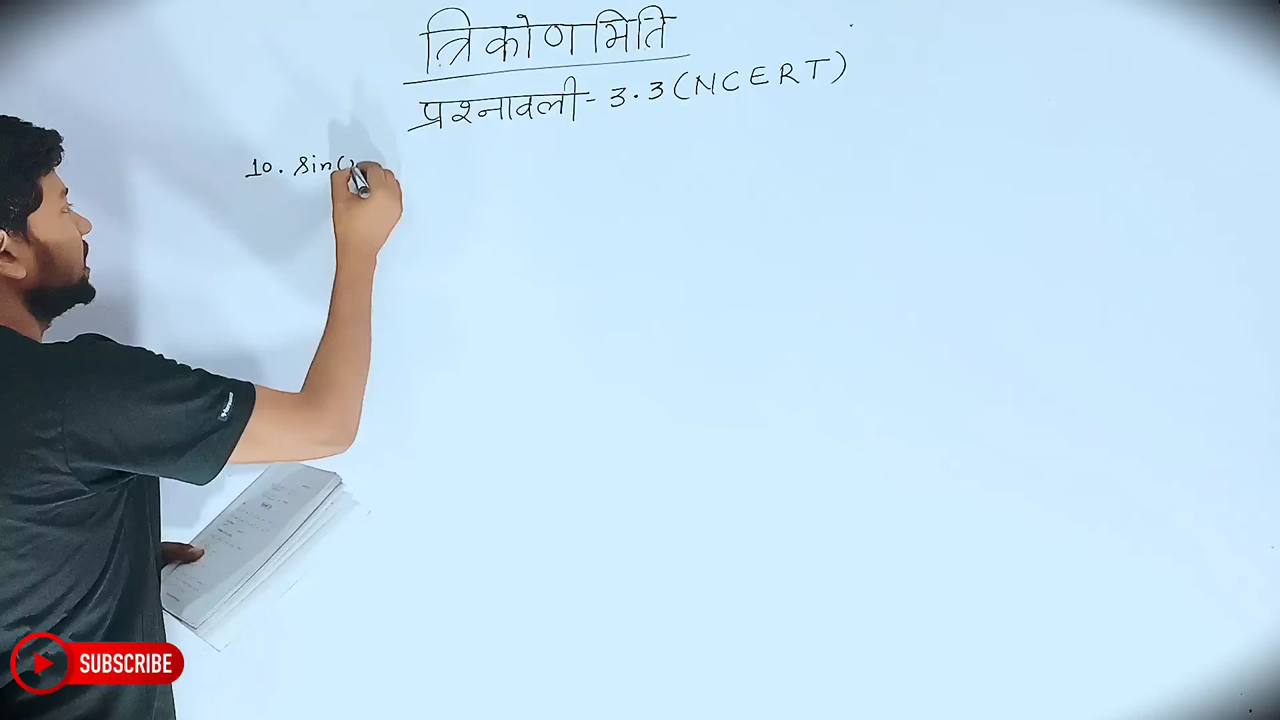 त्रिकोणमिति
प्रश्नावली - 3.3 (NCERT)
10. sin(
SUBSCRIBE